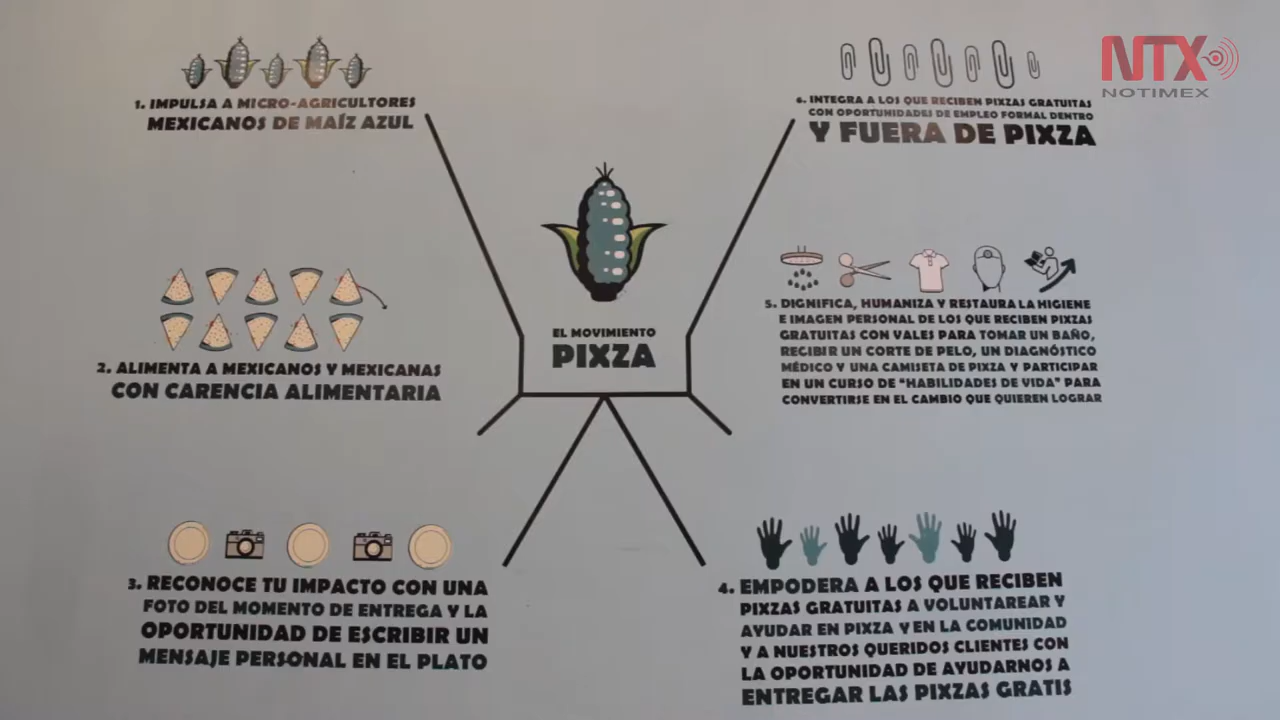 1. IMPULSA A MICRO-AGRICULTORES
MEXICANOS DE MAÍZ AZUL
2. ALIMENTA A MEXICANOS Y MEXICANAS
CON CARENCIA ALIMENTARIA
3. RECONOCE TU IMPACTO CON UNA
FOTO DEL MOMENTO DE ENTREGA Y LA
OPORTUNIDAD DE ESCRIBIR UN
MENSAJE PERSONAL EN EL PLATO
EL MOVIMIENTO
PIXZA
4. EMPODERA A LOS QUE RECIBEN
PIXZAS GRATUITAS A VOLUNTAREAR Y
AYUDAR EN PIXZA Y EN LA COMUNIDAD
Y A NUESTROS QUERIDOS CLIENTES CON
LA OPORTUNIDAD DE AYUDARNOS A
ENTREGAR LAS PIXZAS GRATIS
5. DIGNIFICA, HUMANIZA Y RESTAURA LA HIGIENE
E IMAGEN PERSONAL DE LOS QUE RECIBEN PIXZAS
GRATUITAS CON VALES PARA TOMAR UN BAÑO,
RECIBIR UN CORTE DE PELO, UN DIAGNÓSTICO
MÉDICO Y UNA CAMISETA DE PIXZA Y PARTICIPAR
EN UN CURSO DE "HABILIDADES DE VIDA" PARA
CONVERTIRSE EN EL CAMBIO QUE QUIEREN LOGRAR
6. INTEGRA A LOS QUE RECIBEN PIXZAS GRATUITAS
CON OPORTUNIDADES DE EMPLEO FORMAL DENTRO
Y FUERA DE PIXZA
NTX
NOTIMEX